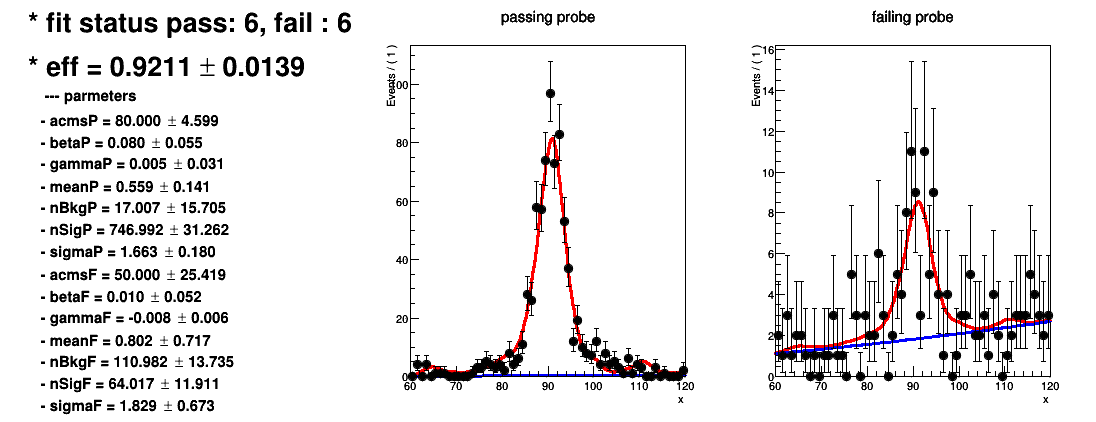 * fit status pass: 6, fail : 6
* eff = 0.9211 ± 0.0139
--- parmeters
- acmsP = 80.000 ± 4.599
- betaP = 0.080 ± 0.055
- gammaP = 0.005 ± 0.031
- meanP = 0.559 ± 0.141
- nBkgP = 17.007 ± 15.705
- nSigP = 746.992 ± 31.262
- sigmaP = 1.663 ± 0.180
- acmsF = 50.000 ± 25.419
- betaF = 0.010 ± 0.052
- gammaF = -0.008 ± 0.006
- meanF = 0.802 ± 0.717
- nBkgF = 110.982 ± 13.735
- nSigF = 64.017 ± 11.911
- sigmaF = 1.829 ± 0.673
passing probe
Events / ( 1 )
100
80
60
40
20
0
60 70 80 90 100 110 120
x
failing probe
Events / ( 1 )
16
14
12
10
8
6
4
2
0
60 70 80 90 100 110 120
x